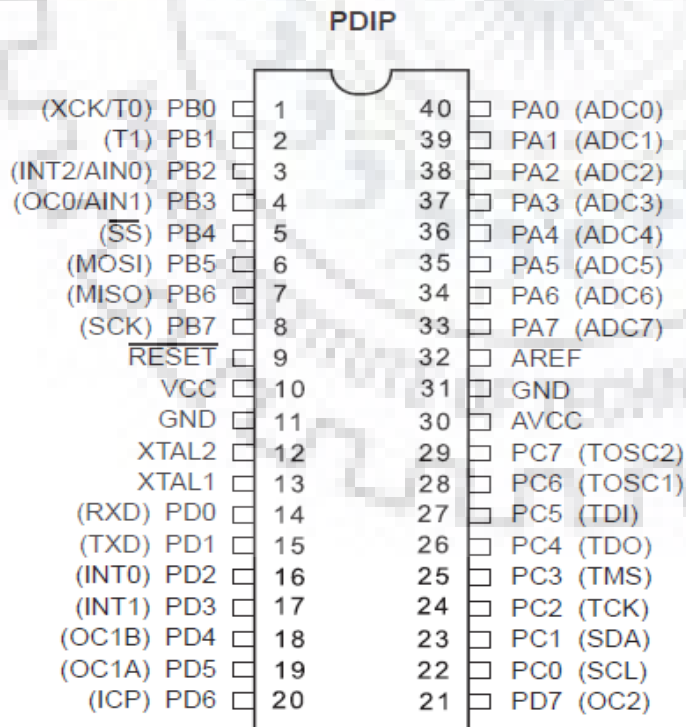 PDIP
(XCK/T0) PB0 1 40 PA0 (ADC0)
(T1) PB1 2 39 PA1 (ADC1)
(INT2/AIN0) PB2 3 38 PA2 (ADC2)
(OC0/AIN1) PB3 4 37 PA3 (ADC3)
(SS) PB4 5 36 PA4 (ADC4)
(MOSI) PB5 6 35 PA5 (ADC5)
(MISO) PB6 7 34 PA6 (ADC6)
(SCK) PB7 8 33 PA7 (ADC7)
RESET 9 32 AREF
VCC 10 31 GND
GND 11 30 AVCC
XTAL2 12 29 PC7 (TOSC2)
XTAL1 13 28 PC6 (TOSC1)
(RXD) PD0 14 27 PC5 (TDI)
(TXD) PD1 15 26 PC4 (TDO)
(INT0) PD2 16 25 PC3 (TMS)
(INT1) PD3 17 24 PC2 (TCK)
(OC1B) PD4 18 23 PC1 (SDA)
(OC1A) PD5 19 22 PC0 (SCL)
(ICP) PD6 20 21 PD7 (OC2)